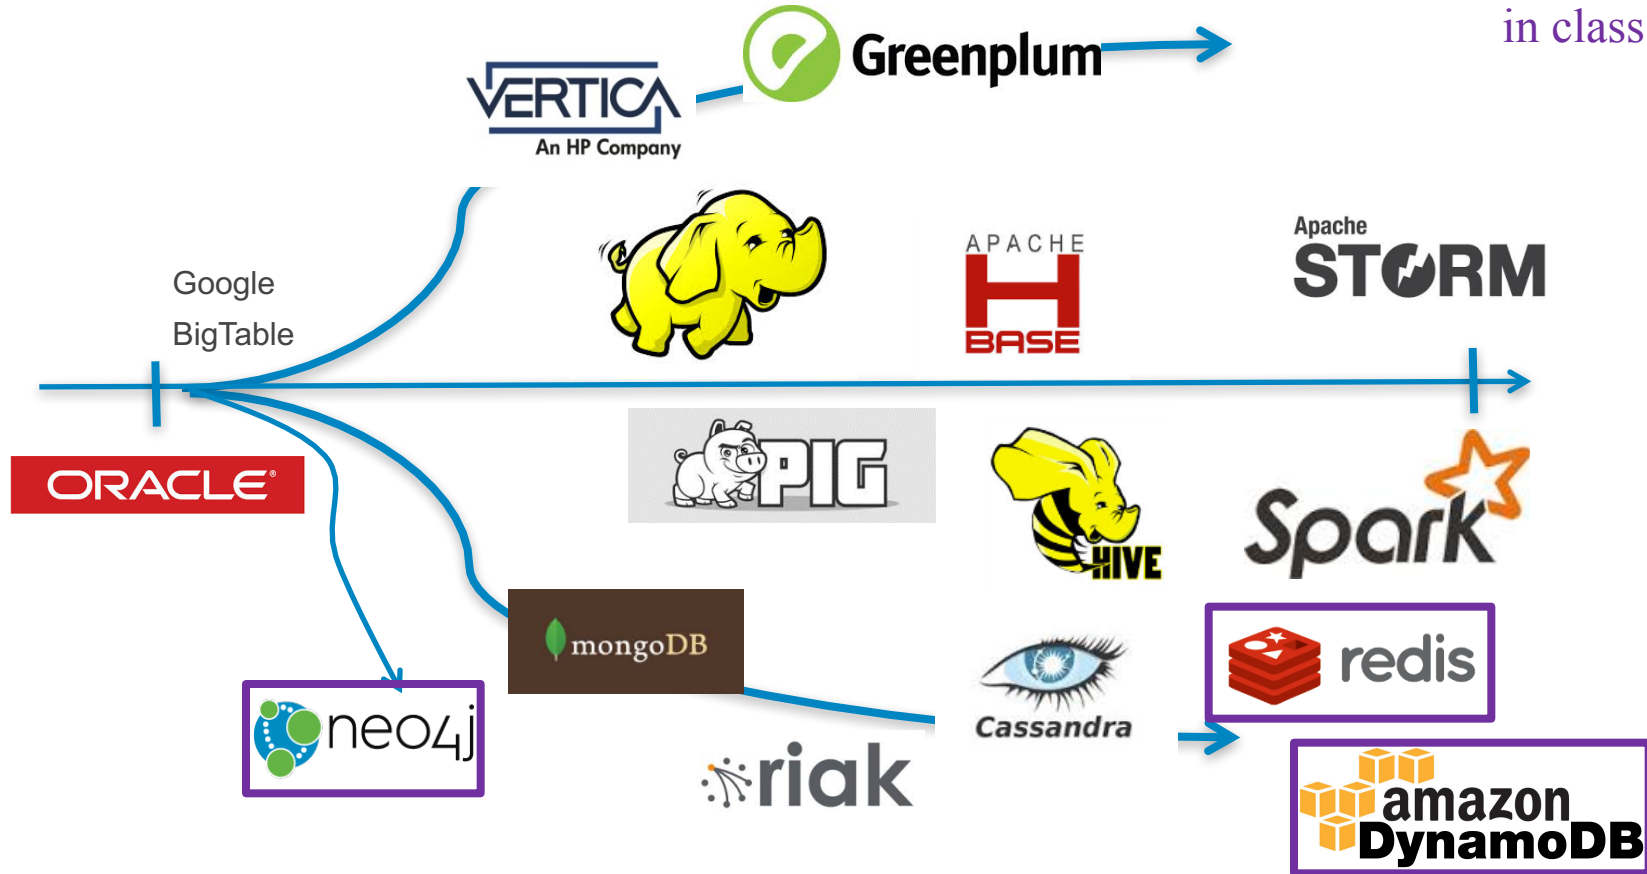 in class
Greenplum
VERTICA
An HP Company
APACHE
H
BASE
Apache
STORM
Google
BigTable
ORACLE®
PIG
HIVE
Spark
mongoDB
redis
Cassandra
neo4j
riak
amazon
DynamoDB